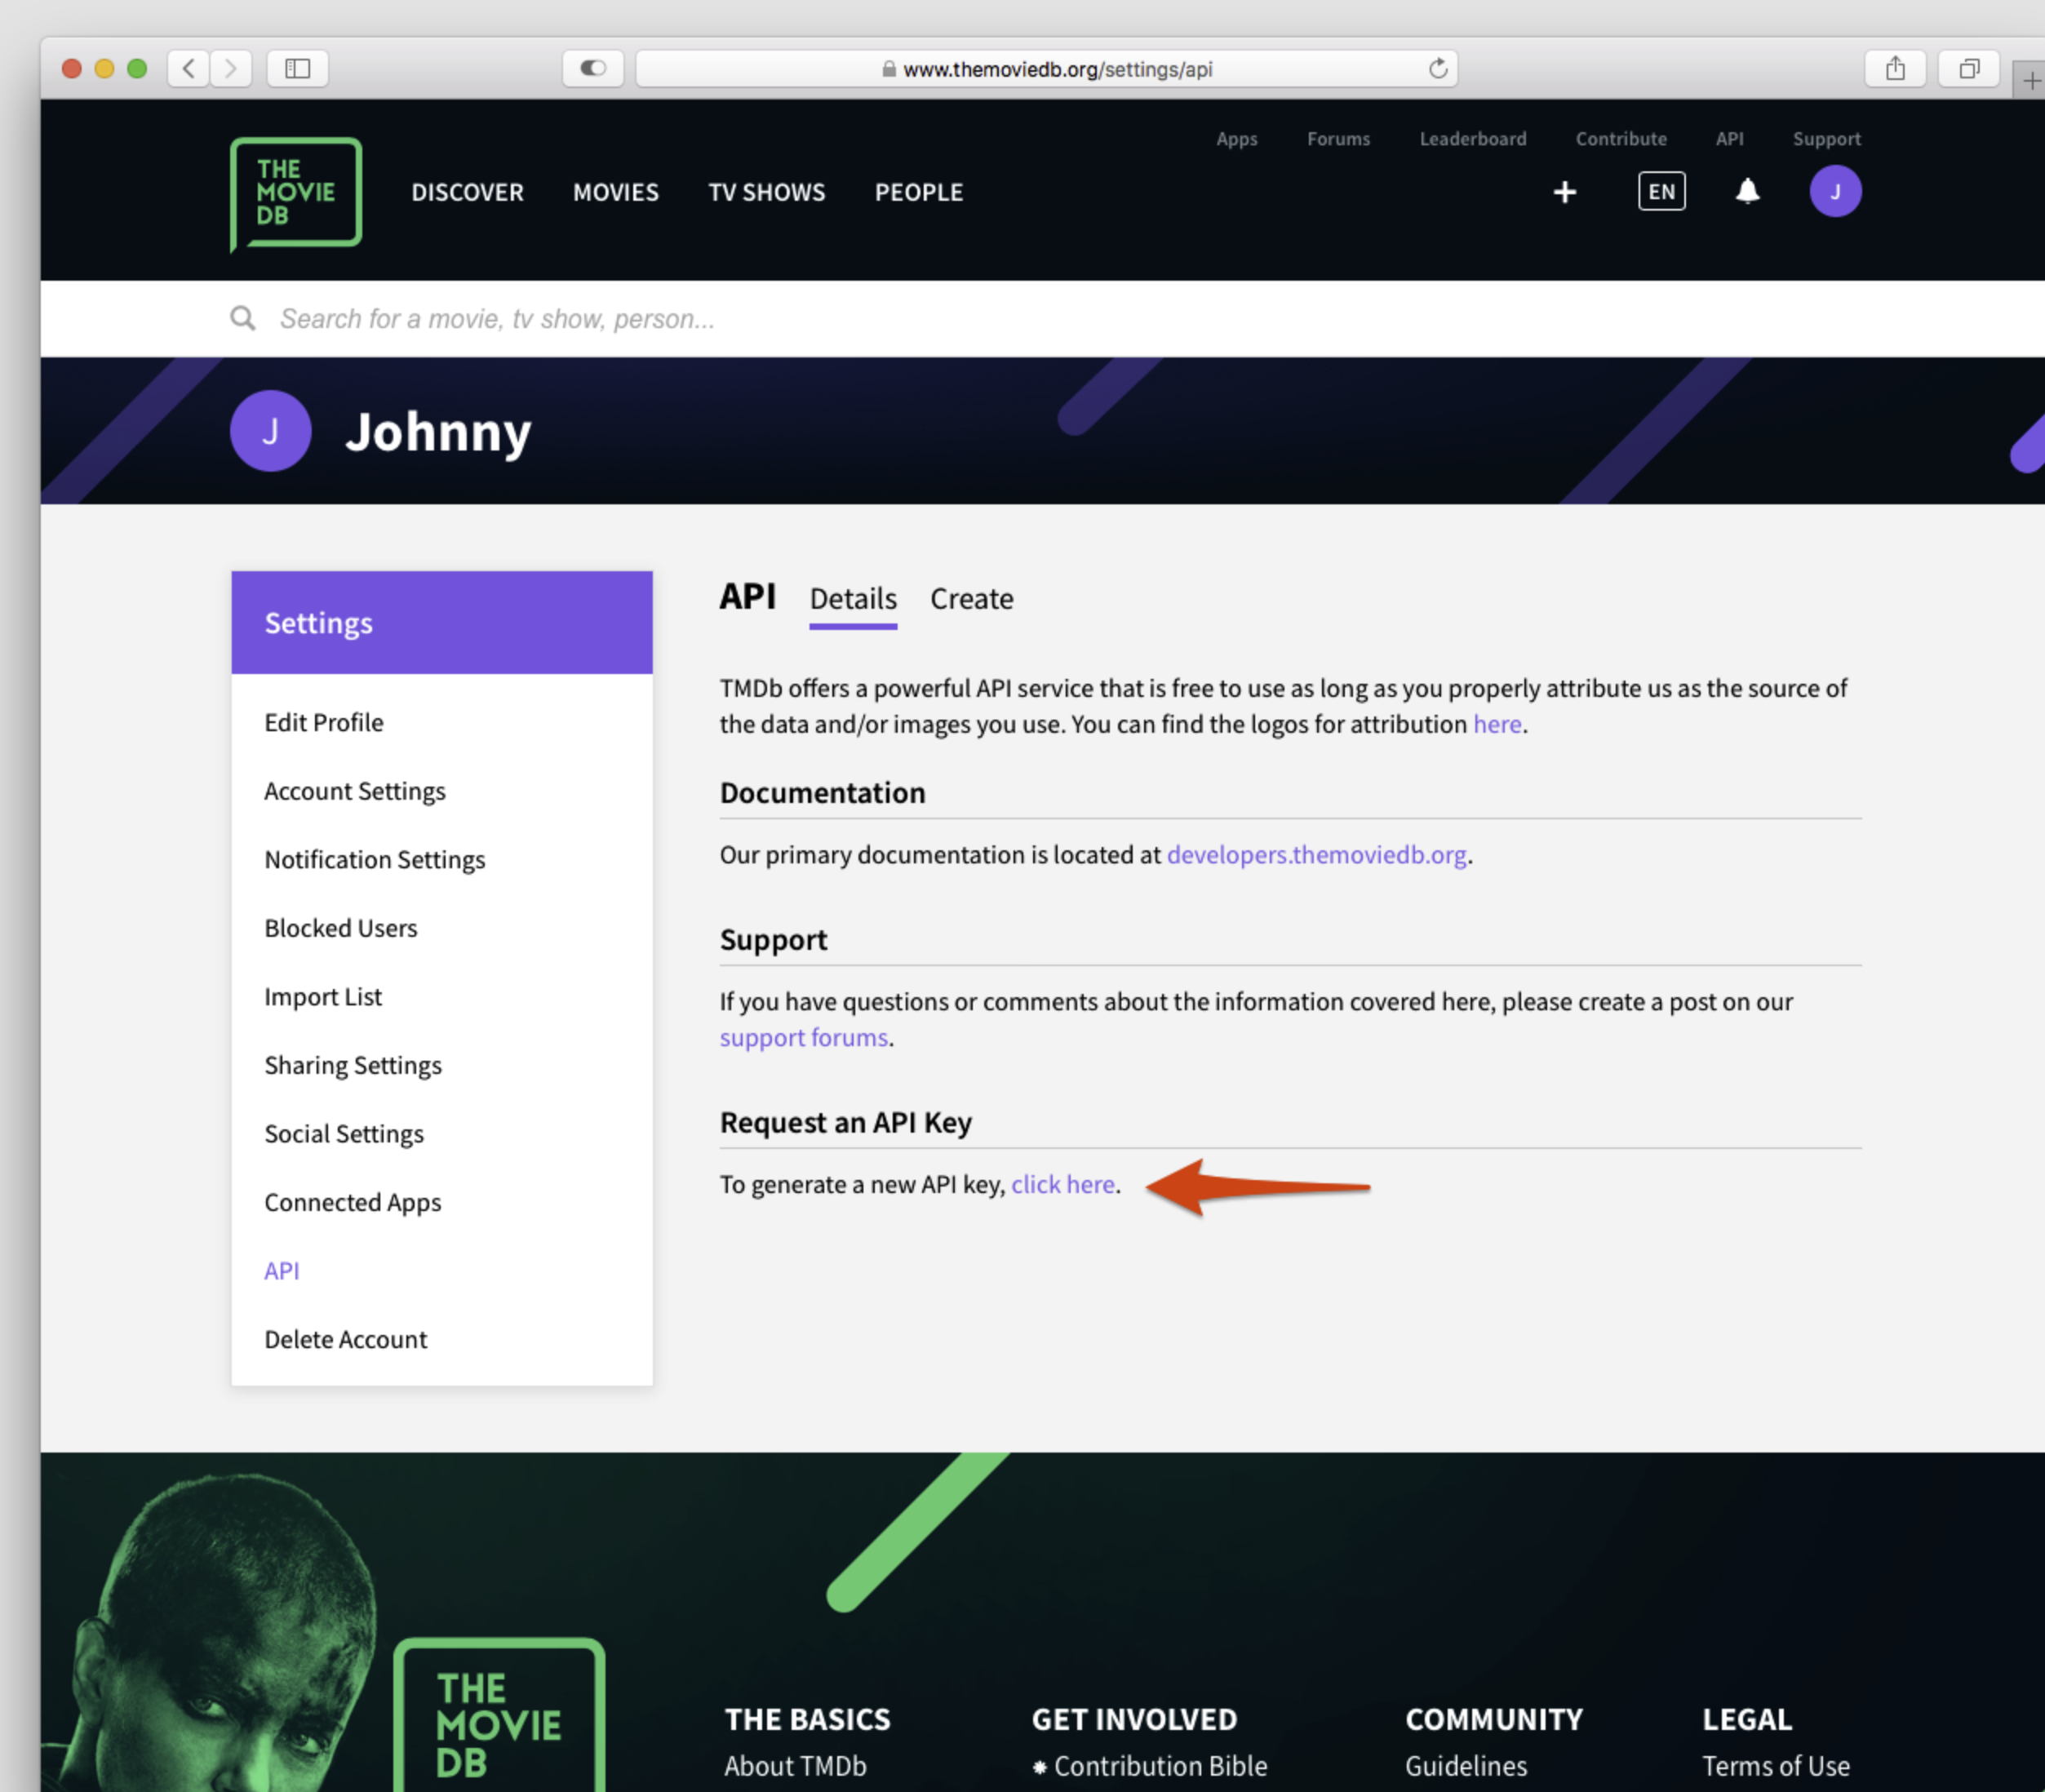 www.themoviedb.org/settings/api
Apps Forums Leaderboard Contribute API Support
THE
MOVIE
DB
DISCOVER MOVIES TV SHOWS PEOPLE
+ EN J
Search for a movie, tv show, person...
J Johnny
Settings
Edit Profile
Account Settings
Notification Settings
Blocked Users
Import List
Sharing Settings
Social Settings
Connected Apps
API
Delete Account
API Details Create
TMDb offers a powerful API service that is free to use as long as you properly attribute us as the source of
the data and/or images you use. You can find the logos for attribution here.
Documentation
Our primary documentation is located at developers.themoviedb.org.
Support
If you have questions or comments about the information covered here, please create a post on our
support forums.
Request an API Key
To generate a new API key, click here.
THE
MOVIE
DB
THE BASICS
About TMDb
GET INVOLVED
✸ Contribution Bible
COMMUNITY
Guidelines
LEGAL
Terms of Use